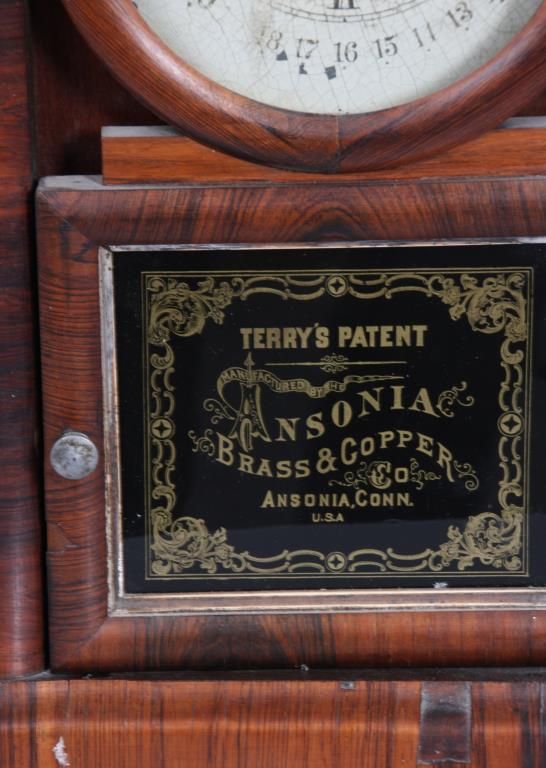 18 17 16 15 14 13
TERRY'S PATENT
MANUFACTURED BY THE
ANSONIA
BRASS & COPPER
CO
ANSONIA, CONN.
U.S.A